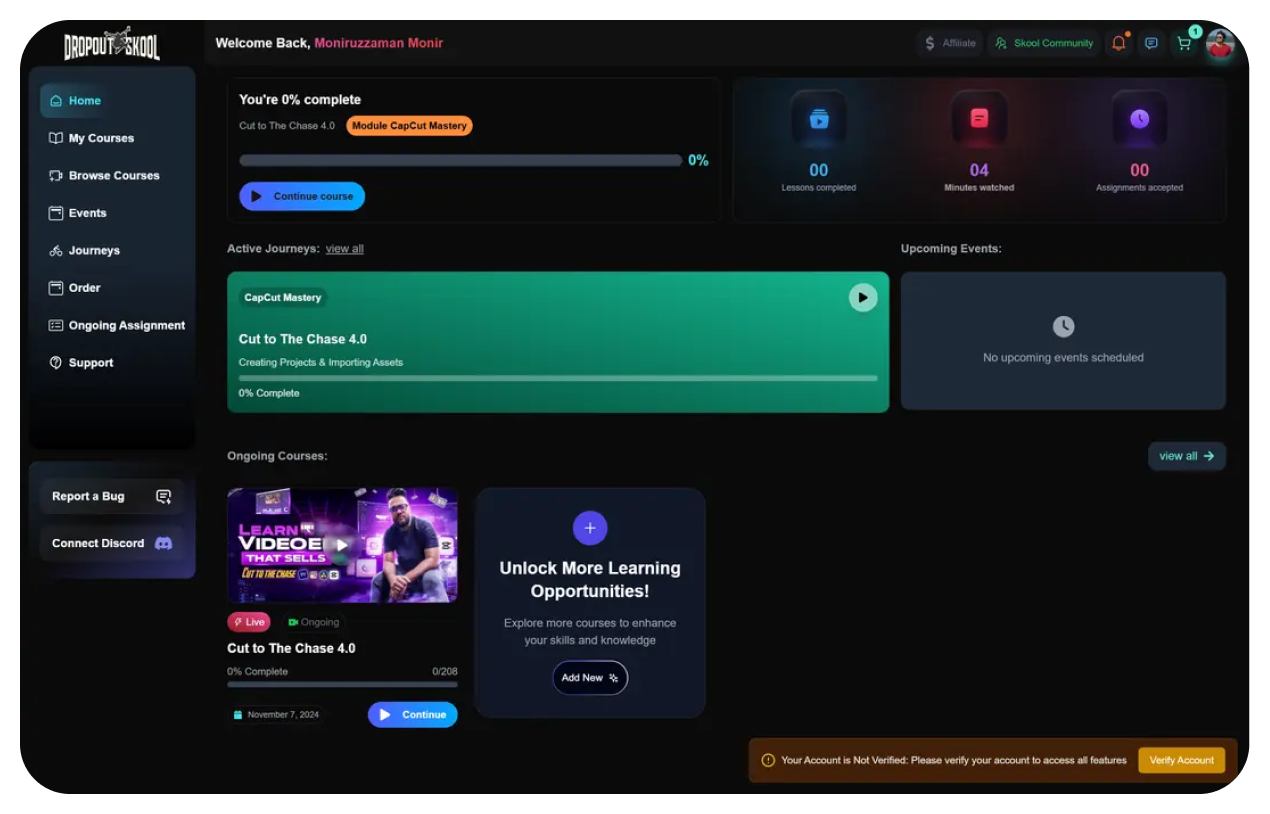 DROPOUT SKOOL
Welcome Back, Moniruzzaman Monir
Affiliate
Skool Community
1
Home
My Courses
Browse Courses
Events
Journeys
Order
Ongoing Assignment
Support
Report a Bug
Connect Discord
You're 0% complete
Cut to The Chase 4.0 Module CapCut Mastery
0%
Continue course
00
Lessons completed
04
Minutes watched
00
Assignments accepted
Active Journeys: view all
CapCut Mastery
Cut to The Chase 4.0
Creating Projects & Importing Assets
0% Complete
Upcoming Events:
No upcoming events scheduled
Ongoing Courses:
view all
LEARN
VIDEOE
THAT SELLS
CUT TO THE CHASE
Live Ongoing
Cut to The Chase 4.0
0% Complete 0/208
November 7, 2024
Continue
Unlock More Learning
Opportunities!
Explore more courses to enhance
your skills and knowledge
Add New
Your Account is Not Verified: Please verify your account to access all features
Verify Account